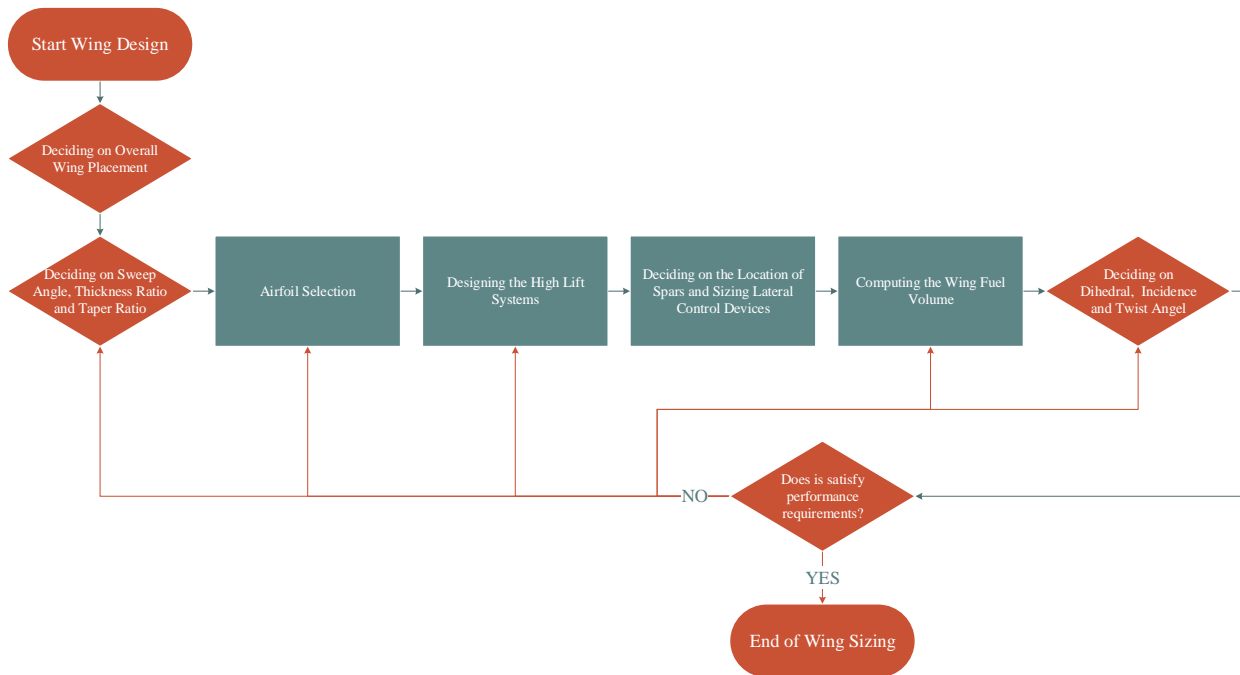 Start Wing Design
Deciding on Overall
Wing Placement
Deciding on Sweep
Angle, Thickness Ratio
and Taper Ratio
Airfoil Selection
Designing the High Lift
Systems
Deciding on the Location of
Spars and Sizing Lateral
Control Devices
Computing the Wing Fuel
Volume
Deciding on
Dihedral, Incidence
and Twist Angel
Does is satisfy
performance
requirements?
NO
YES
End of Wing Sizing